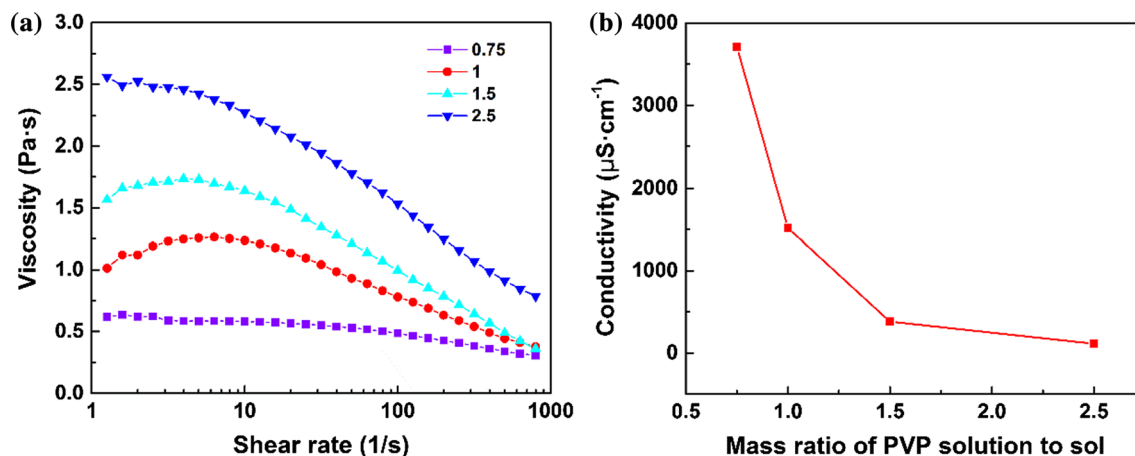 (a)
3.0
2.5
2.0
1.5
1.0
0.5
0.0
Viscosity (Pa·s)
0.75
1
1.5
2.5
1 10 100 1000
Shear rate (1/s)
(b)
4000
3000
2000
1000
0
Conductivity (μS·cm⁻¹)
0.5 1.0 1.5 2.0 2.5
Mass ratio of PVP solution to sol